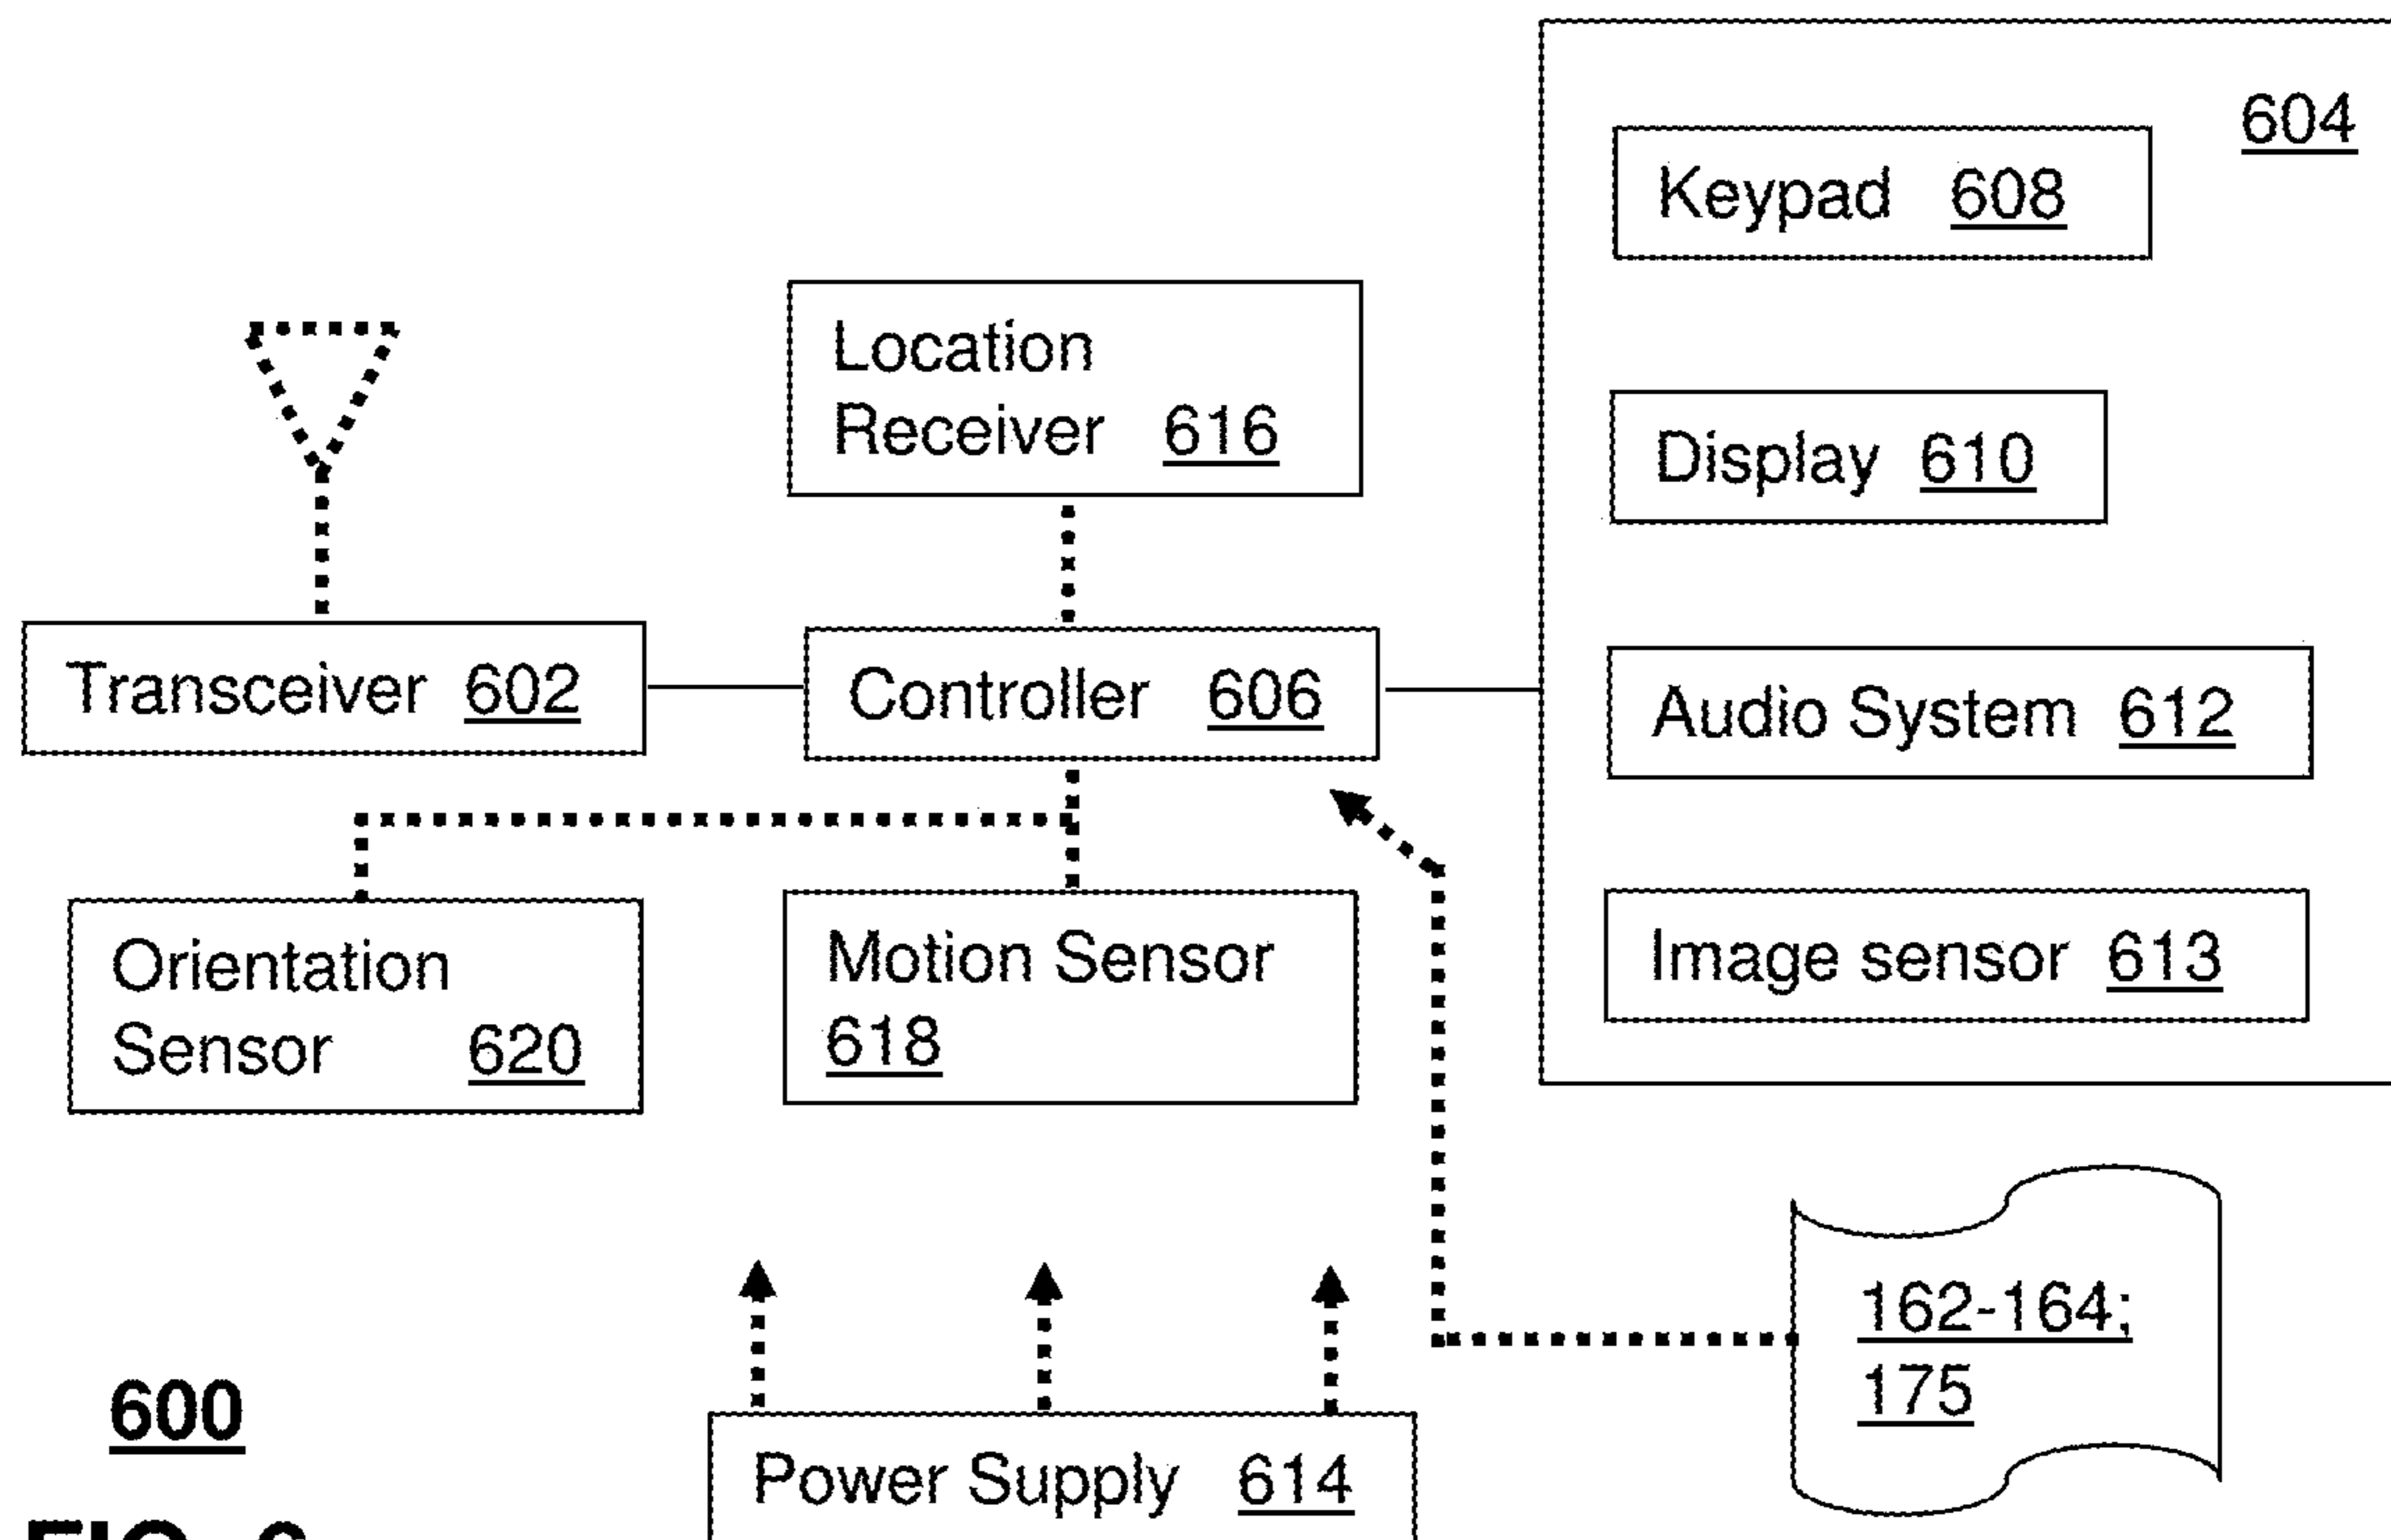 604
Keypad 608
Location
Receiver 616
Display 610
Transceiver 602
Controller 606
Audio System 612
Orientation
Sensor 620
Motion Sensor
618
Image sensor 613
162-164;
175
600
Power Supply 614